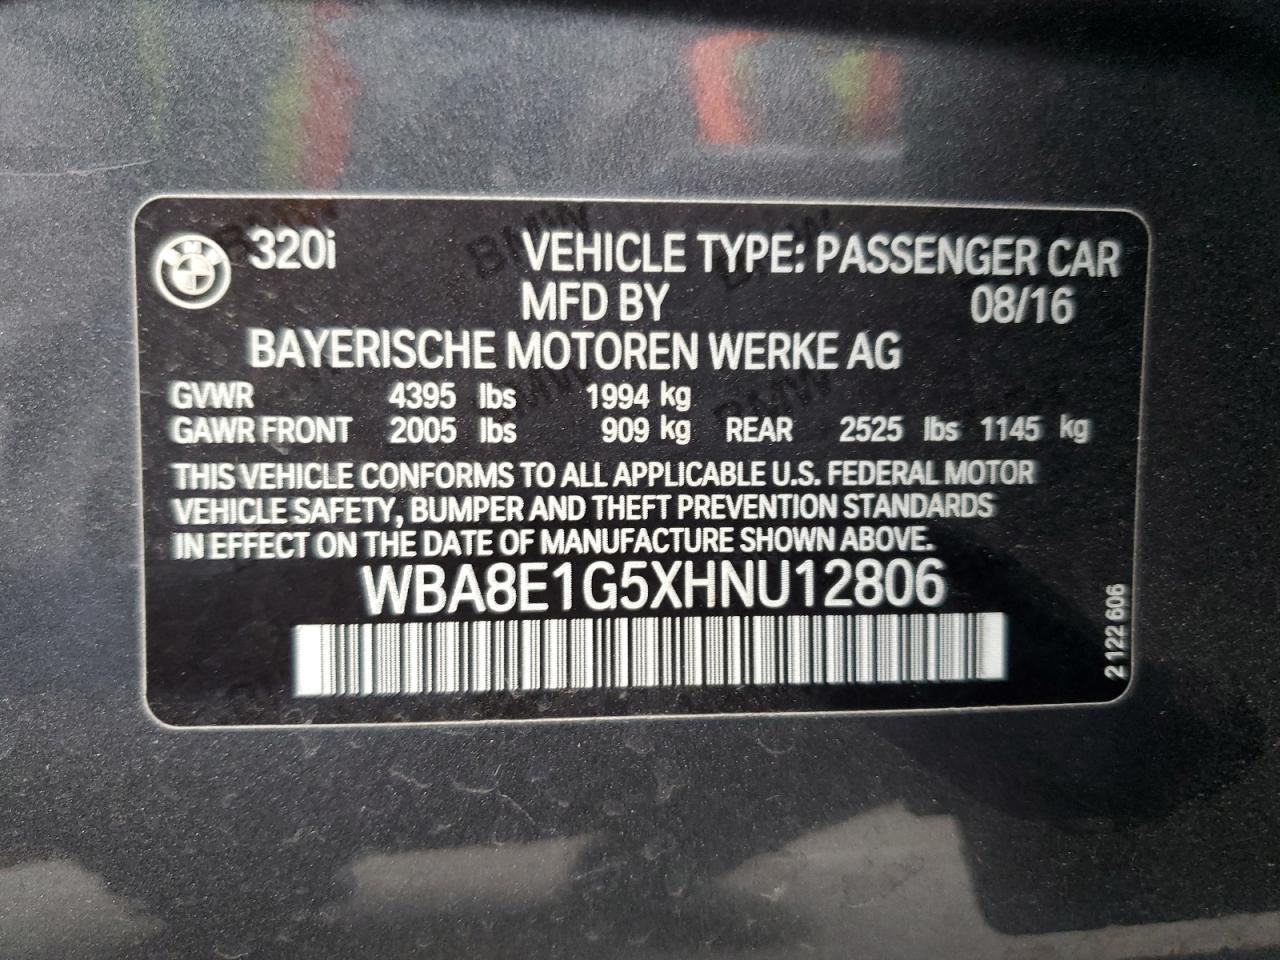 320i VEHICLE TYPE: PASSENGER CAR
MFD BY 08/16
BAYERISCHE MOTOREN WERKE AG
GVWR 4395 lbs 1994 kg
GAWR FRONT 2005 lbs 909 kg REAR 2525 lbs 1145 kg
THIS VEHICLE CONFORMS TO ALL APPLICABLE U.S. FEDERAL MOTOR
VEHICLE SAFETY, BUMPER AND THEFT PREVENTION STANDARDS
IN EFFECT ON THE DATE OF MANUFACTURE SHOWN ABOVE.
WBA8E1G5XHNU12806
2 122 606